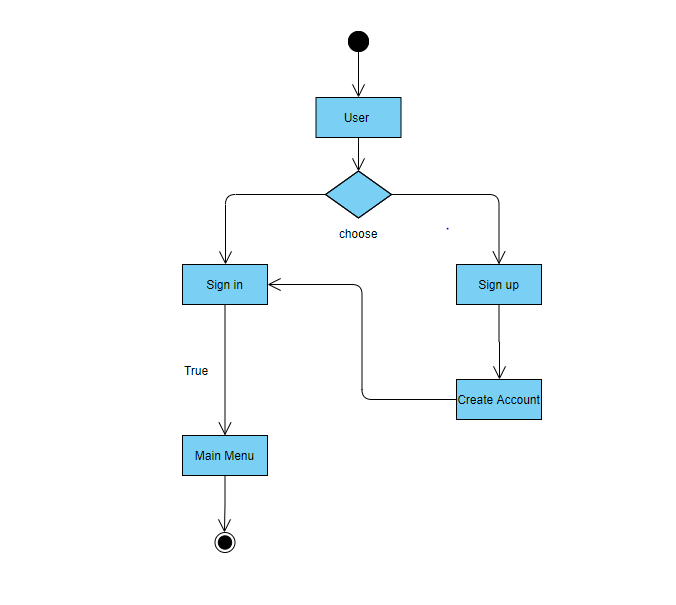 User
choose
Sign in
Sign up
True
Create Account
Main Menu